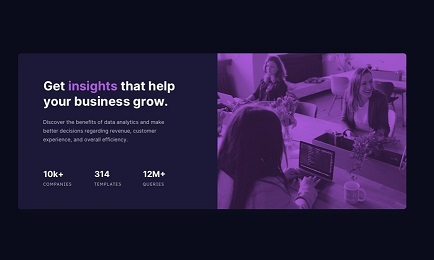 Get insights that help
your business grow.
Discover the benefits of data analytics and make
better decisions regarding revenue, customer
experience, and overall efficiency.
10k+ 314 12M+
COMPANIES TEMPLATES QUERIES